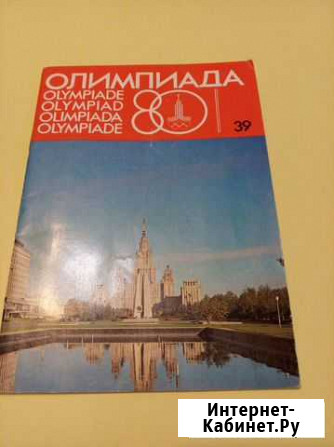 ОЛИМПИАДА
OLYMPIADE
OLYMPIAD
OLIMPIADA
OLYMPIADE
80
39
Интернет-
Кабинет.Ру